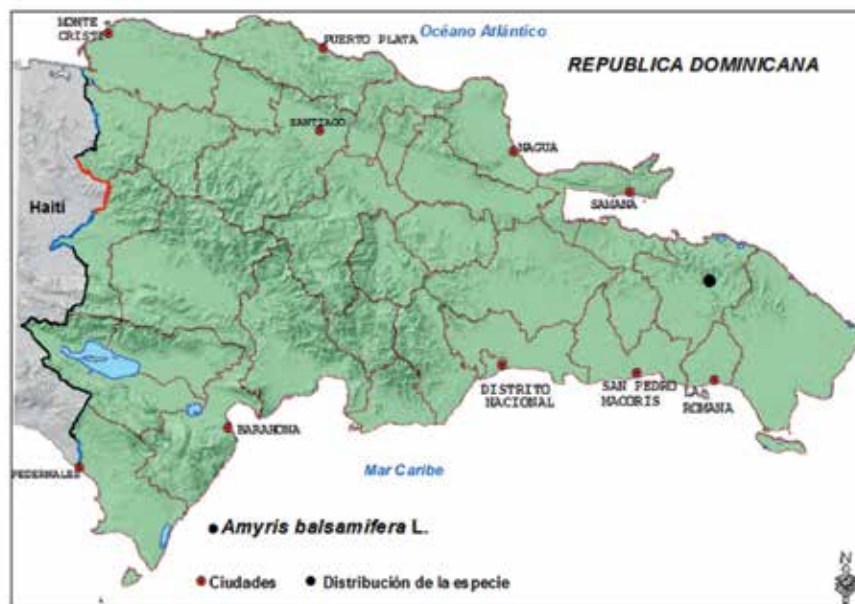 MONTE
CRISTI
PUERTO PLATA
Océano Atlántico
REPUBLICA DOMINICANA
SANTIAGO
NAGUA
Haití
SAMANA
DISTRITO
NACIONAL
SAN PEDRO
MACORIS
LA
ROMANA
BARAHONA
PEDERNALES
Mar Caribe
Amyris balsamifera L.
Ciudades
Distribución de la especie
N